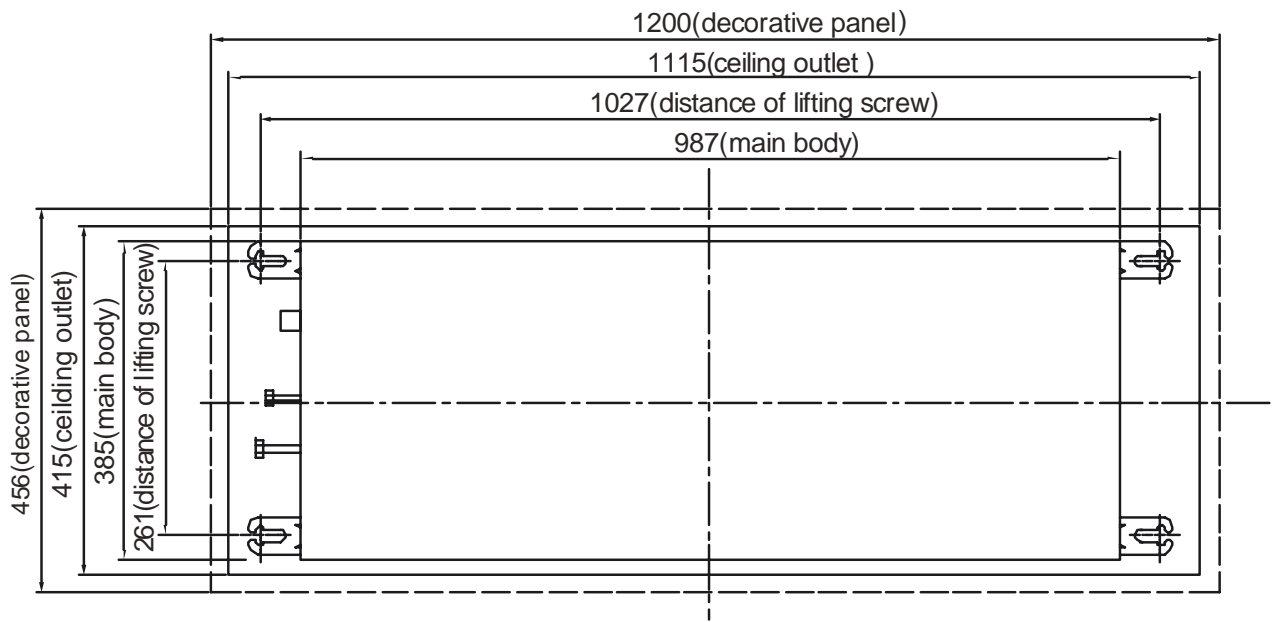 1200(decorative panel)
1115(ceiling outlet )
1027(distance of lifting screw)
987(main body)
456(decorative panel)
415(ceilding outlet)
385(main body)
261(distance of lifting screw)